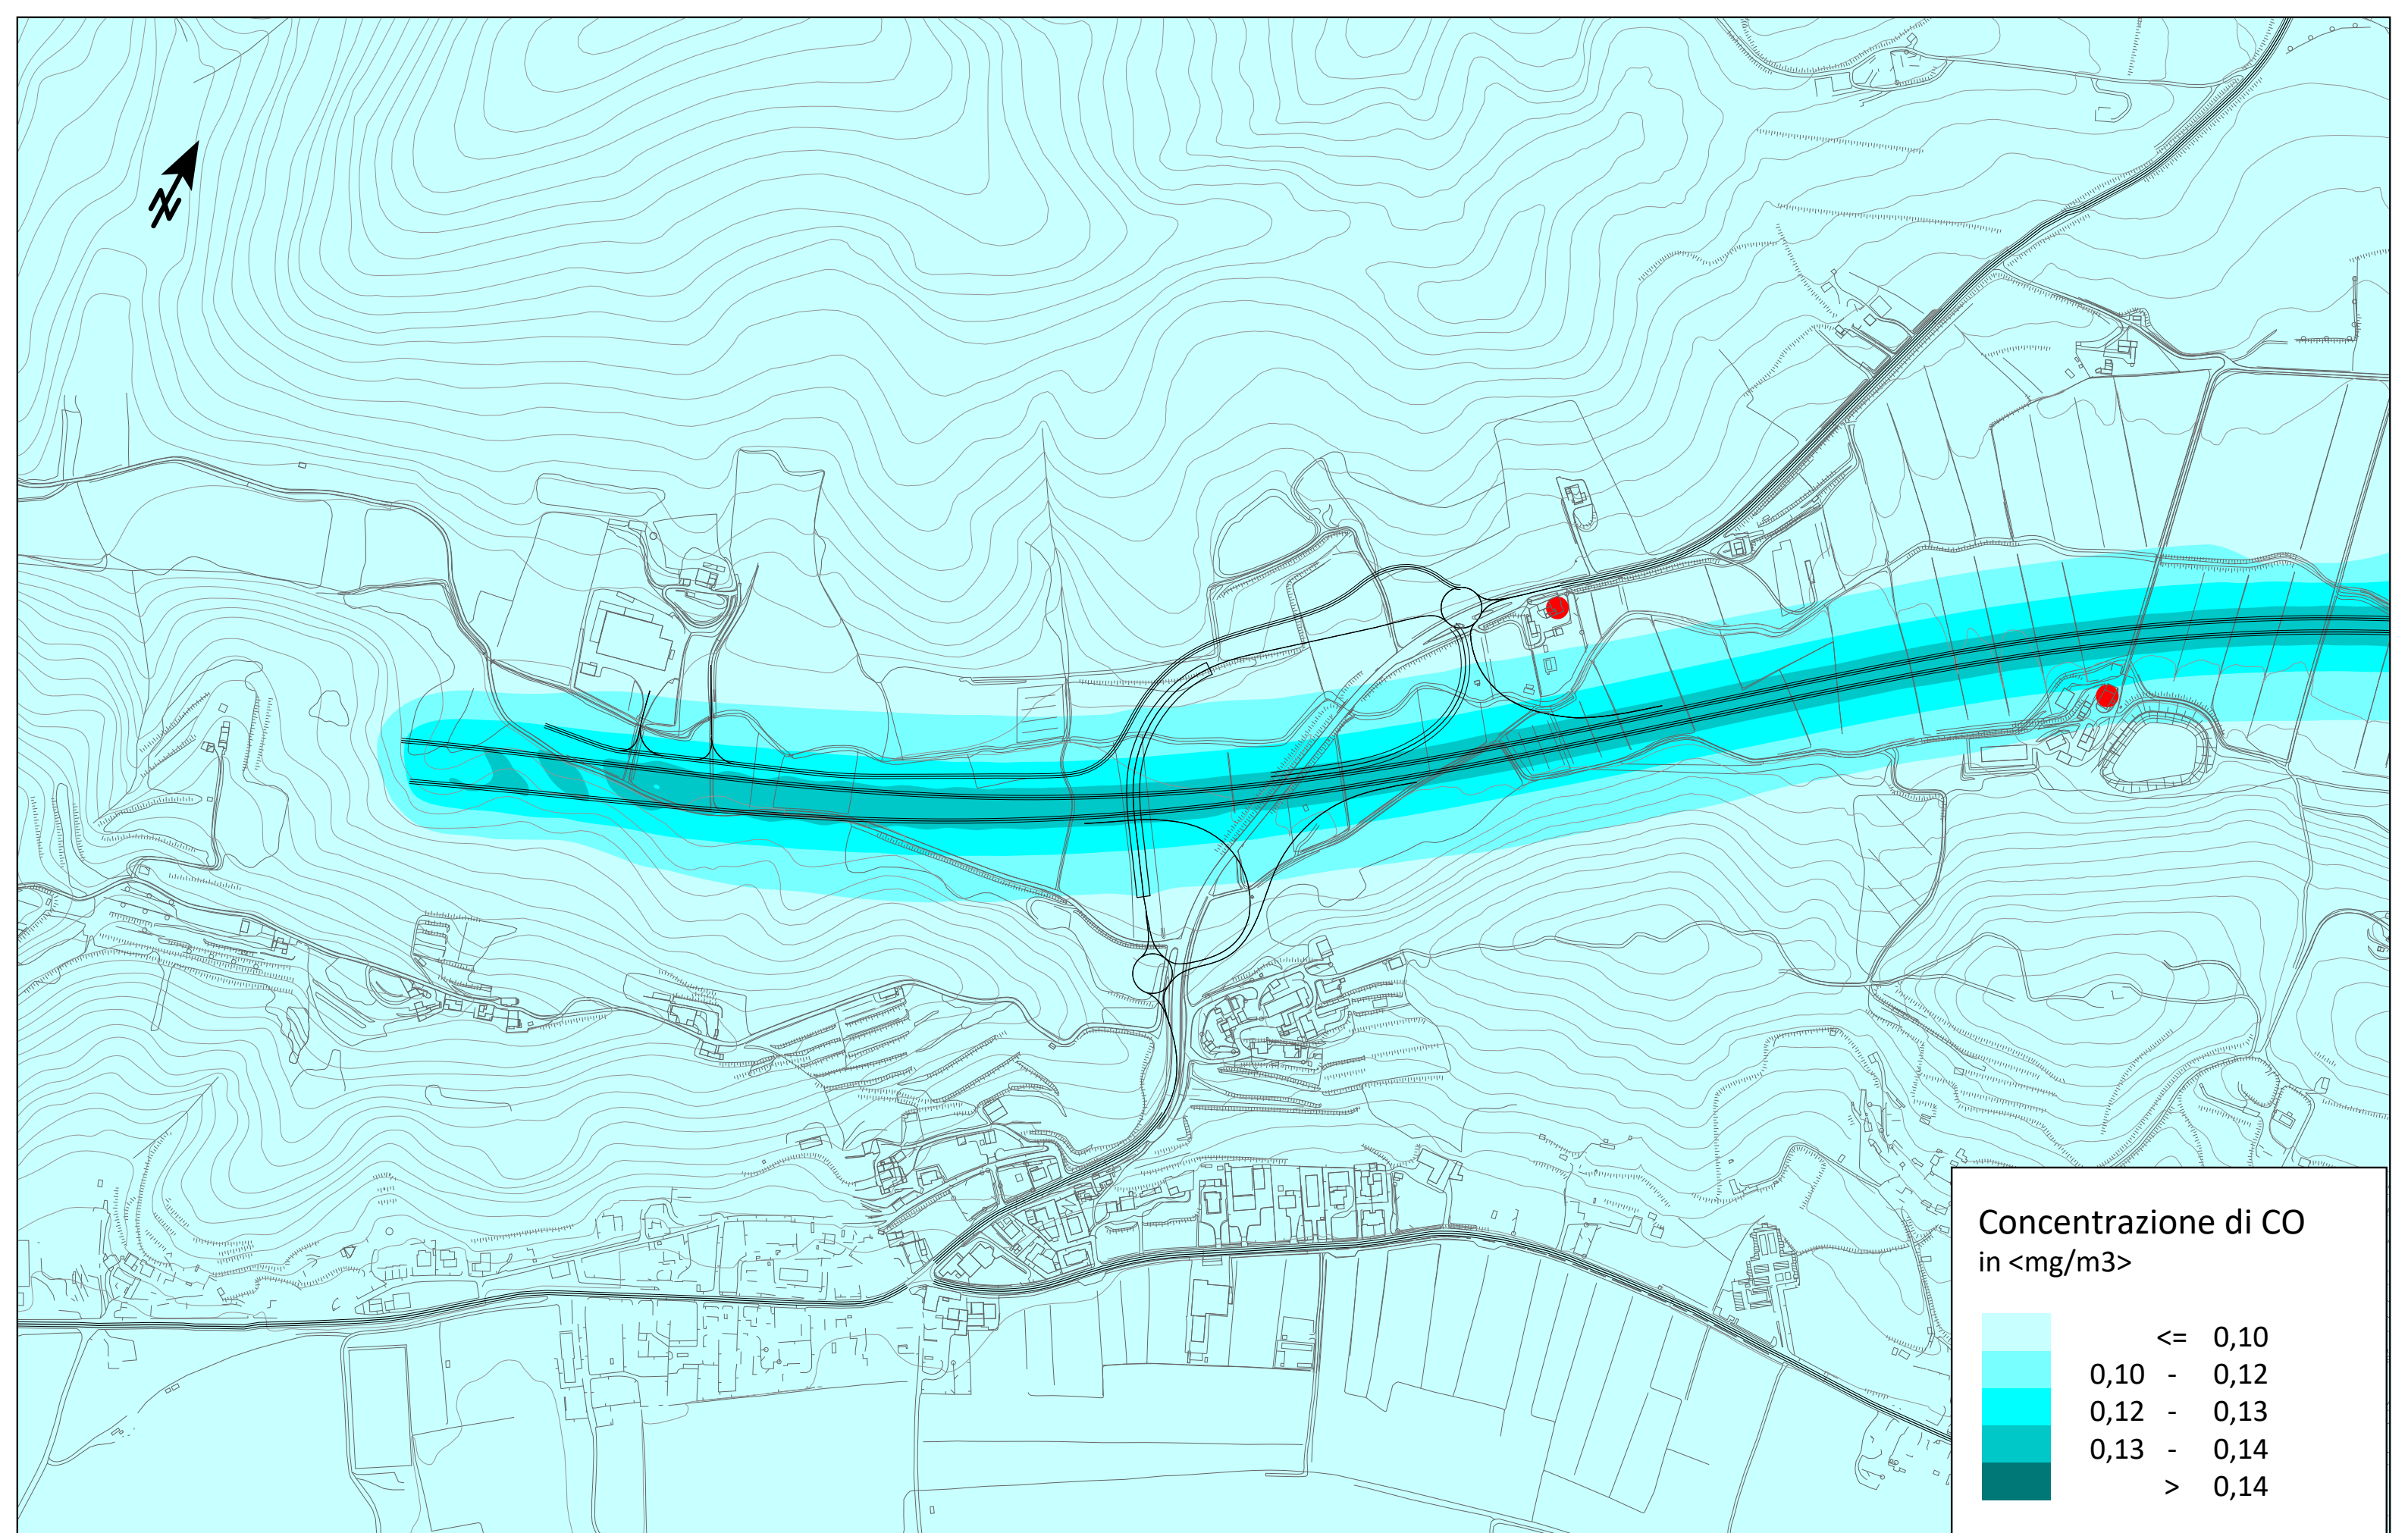 N
Concentrazione di CO
in <mg/m3>
<= 0,10
0,10 - 0,12
0,12 - 0,13
0,13 - 0,14
> 0,14